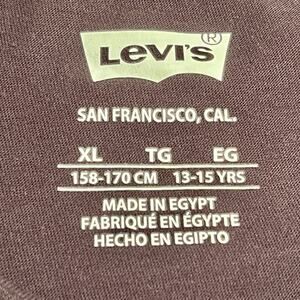 Levi's®
SAN FRANCISCO, CAL.
XL TG EG
158-170 CM 13-15 YRS
MADE IN EGYPT
FABRIQUÉ EN ÉGYPTE
HECHO EN EGIPTO